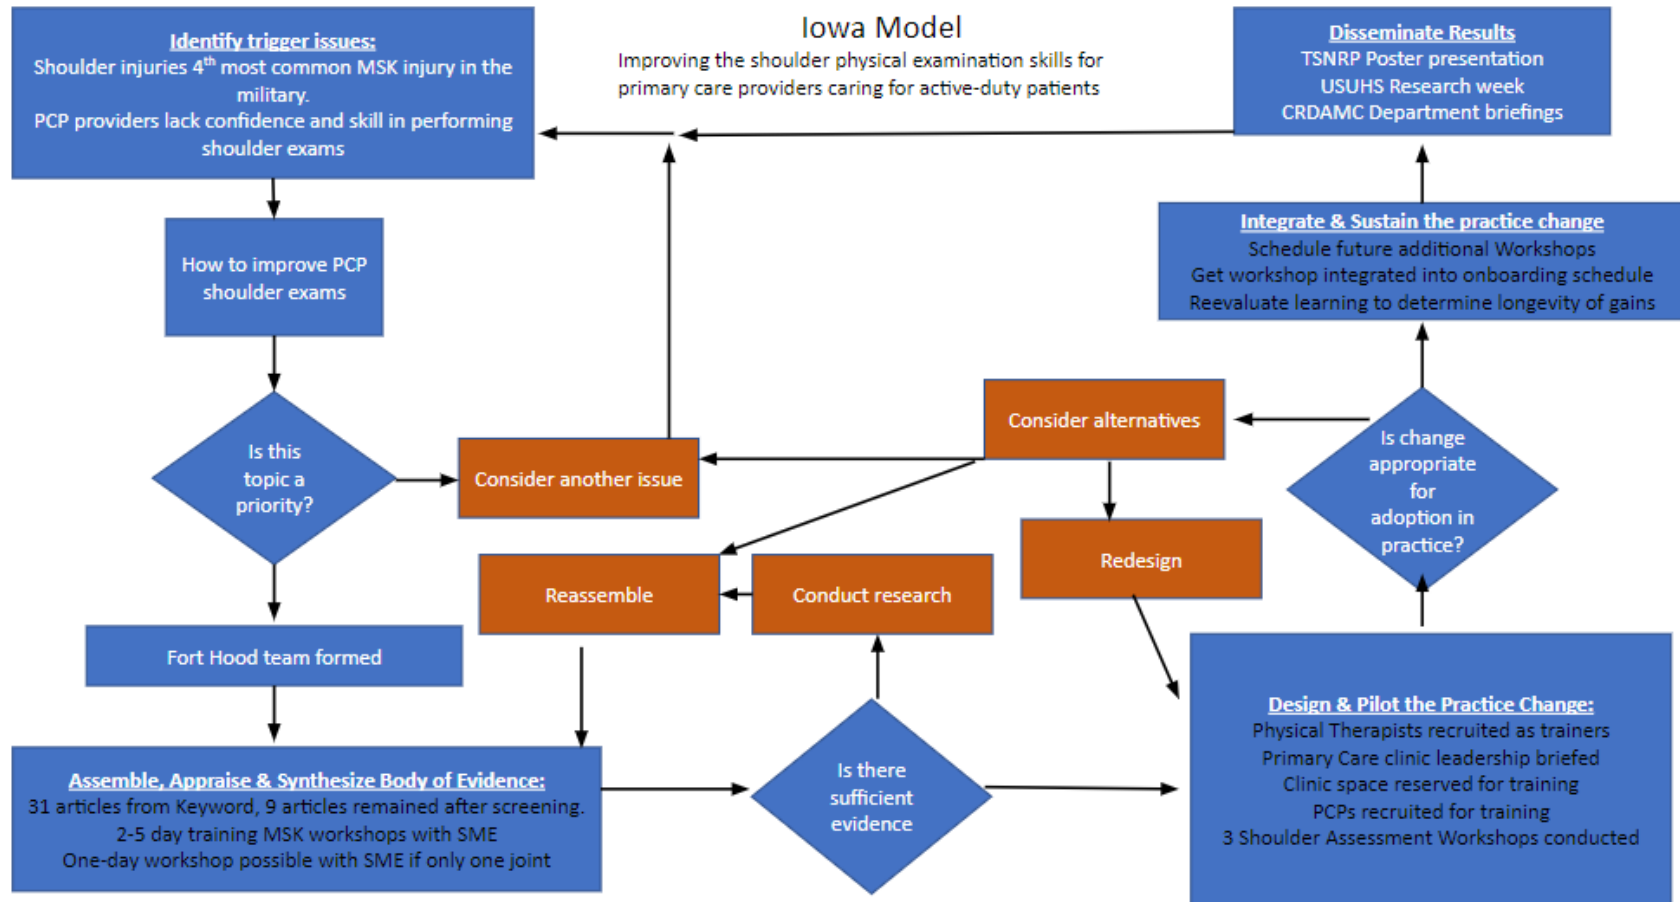 Iowa Model
Improving the shoulder physical examination skills for
primary care providers caring for active-duty patients
Identify trigger issues:
Shoulder injuries 4th most common MSK injury in the
military.
PCP providers lack confidence and skill in performing
shoulder exams
How to improve PCP
shoulder exams
Is this
topic a
priority?
Consider another issue
Fort Hood team formed
Assemble, Appraise & Synthesize Body of Evidence:
31 articles from Keyword, 9 articles remained after screening.
2-5 day training MSK workshops with SME
One-day workshop possible with SME if only one joint
Reassemble
Conduct research
Is there
sufficient
evidence
Consider alternatives
Redesign
Design & Pilot the Practice Change:
Physical Therapists recruited as trainers
Primary Care clinic leadership briefed
Clinic space reserved for training
PCPs recruited for training
3 Shoulder Assessment Workshops conducted
Is change
appropriate
for
adoption in
practice?
Integrate & Sustain the practice change
Schedule future additional Workshops
Get workshop integrated into onboarding schedule
Reevaluate learning to determine longevity of gains
Disseminate Results
TSNRP Poster presentation
USUHS Research week
CRDAMC Department briefings